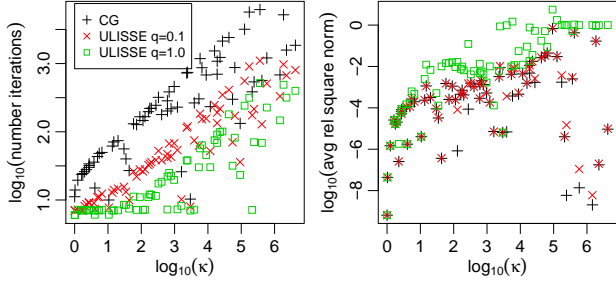 CG
ULISSE q=0.1
ULISSE q=1.0
log10(number iterations)
1.0
2.0
3.0
0 1 2 3 4 5 6
log10(κ)
log10(avg rel square norm)
0
-2
-4
-6
-8
0 1 2 3 4 5 6
log10(κ)